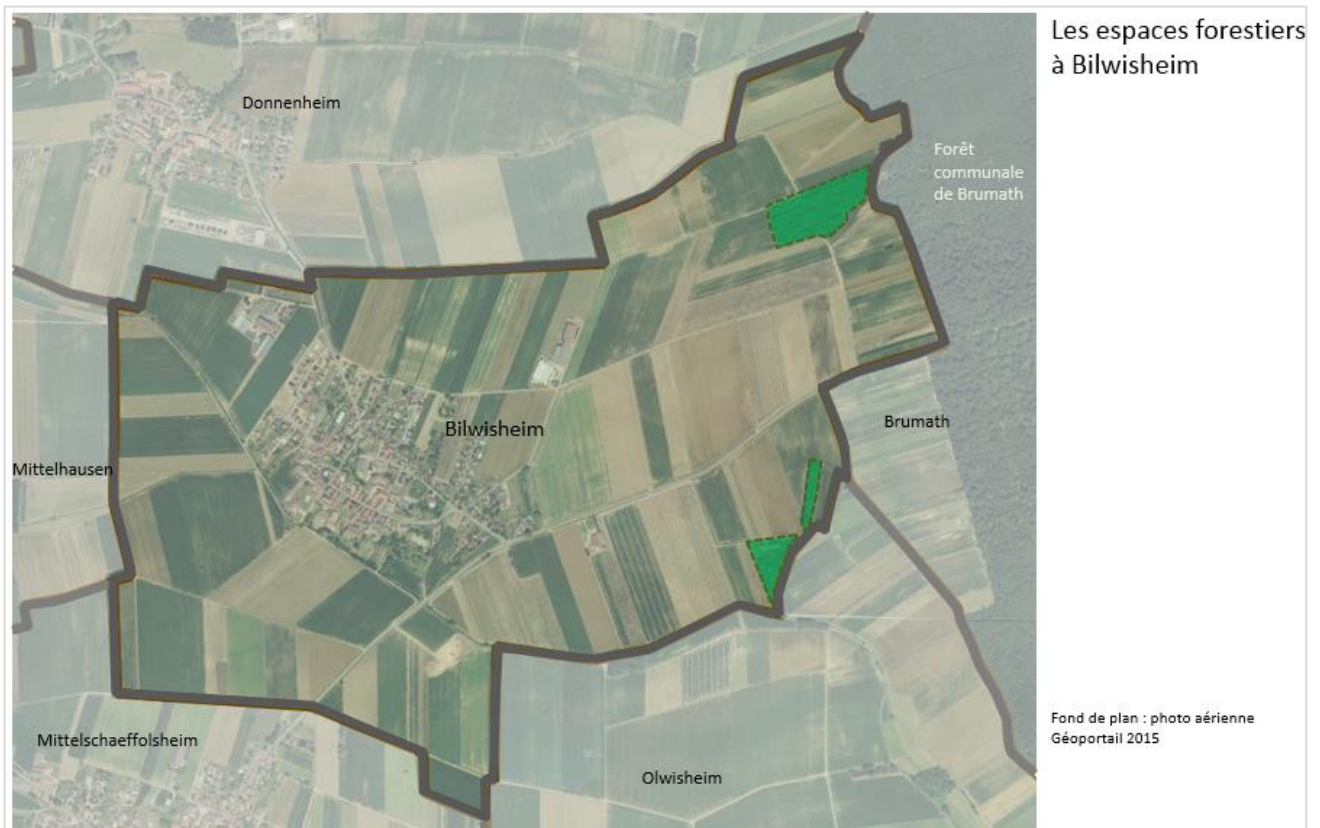 Les espaces forestiers
à Bilwisheim
Donnenheim
Forêt
communale
de Brumath
Bilwisheim
Brumath
Mittelhausen
Mittelschaeffolsheim
Olwisheim
Fond de plan : photo aérienne
Géoportail 2015